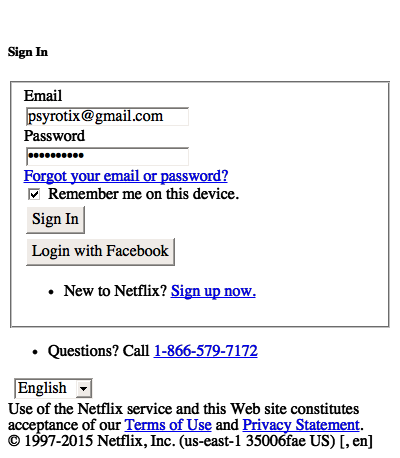 Sign In
Email
psyrotix@gmail.com
Password
••••••••••
Forgot your email or password?
Remember me on this device.
Sign In
Login with Facebook
• New to Netflix? Sign up now.
• Questions? Call 1-866-579-7172
English
Use of the Netflix service and this Web site constitutes
acceptance of our Terms of Use and Privacy Statement.
© 1997-2015 Netflix, Inc. (us-east-1 35006fae US) [, en]